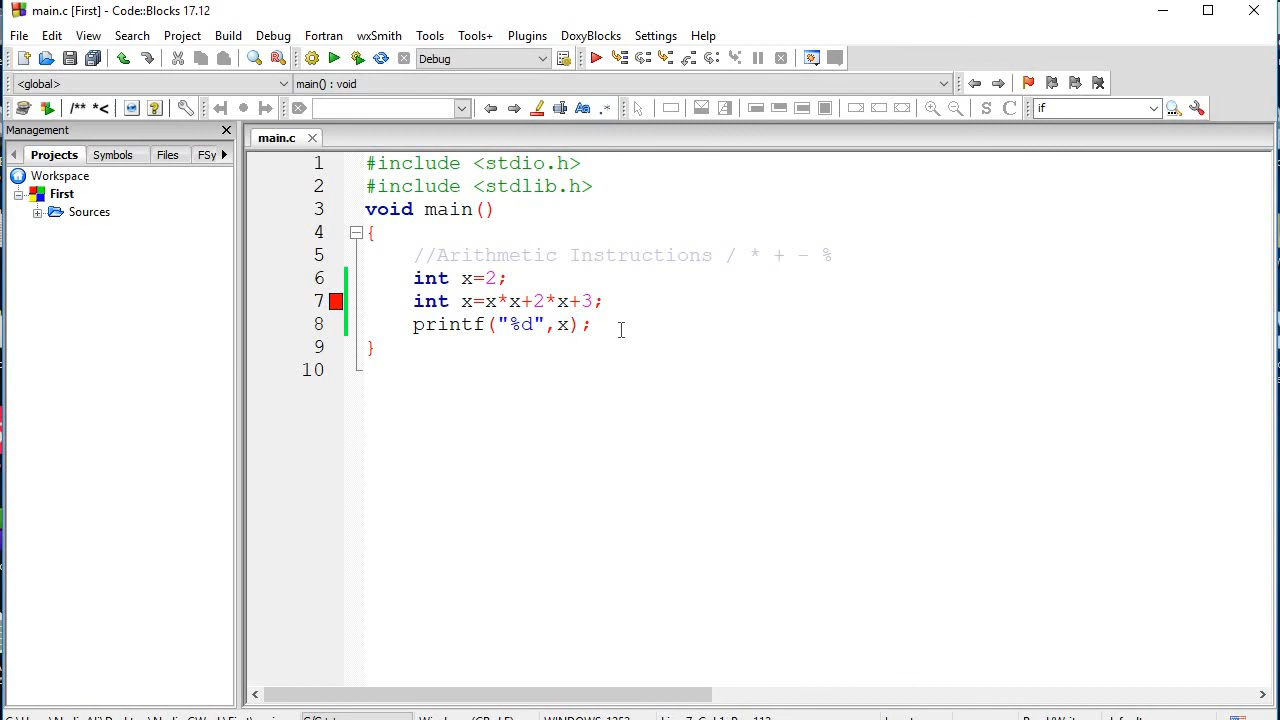 main.c [First] - Code::Blocks 17.12
File Edit View Search Project Build Debug Fortran wxSmith Tools Tools+ Plugins DoxyBlocks Settings Help
Debug
<global> main() : void
/** *< Aa .* S C if
Management
main.c
Projects Symbols Files FSy
Workspace
First
Sources
1 #include <stdio.h>
2 #include <stdlib.h>
3 void main()
4 {
5 //Arithmetic Instructions / * + - %
6 int x=2;
7 int x=x*x+2*x+3;
8 printf("%d",x);
9 }
10